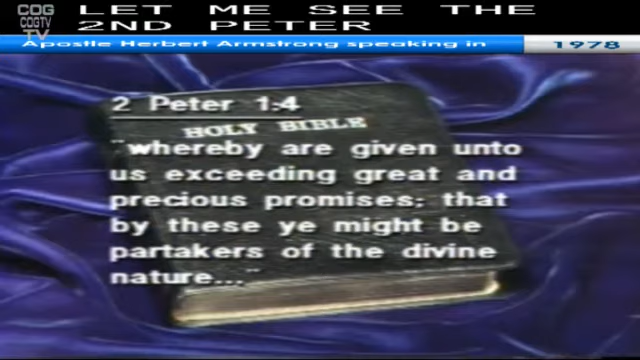 COG
COGTV
TV
LET ME SEE THE
2ND PETER
Apostle Herbert Armstrong speaking in
1978
2 Peter 1:4
HOLY BIBLE
"whereby are given unto
us exceeding great and
precious promises; that
by these ye might be
partakers of the divine
nature..."